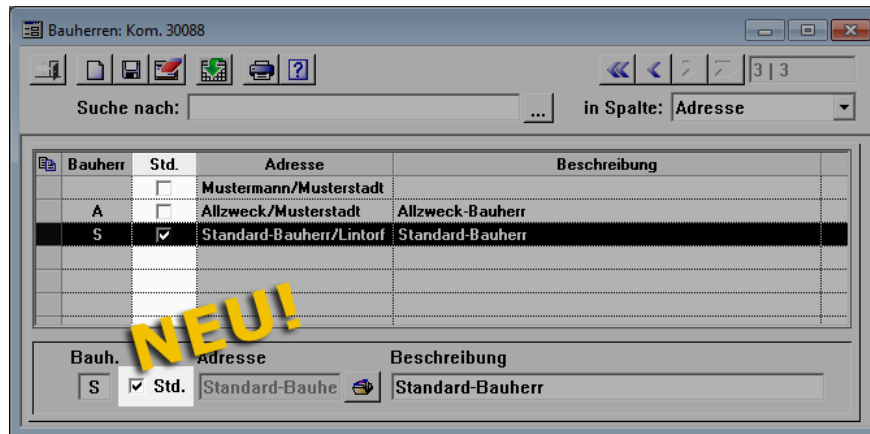 Bauherren: Kom. 30088
3 | 3
Suche nach: ... in Spalte: Adresse
Bauherr Std. Adresse Beschreibung
Mustermann/Musterstadt
A Allzweck/Musterstadt Allzweck-Bauherr
S Standard-Bauherr/Lintorf Standard-Bauherr
NEU!
Bauh. Adresse Beschreibung
S Std. Standard-Bauhe Standard-Bauherr